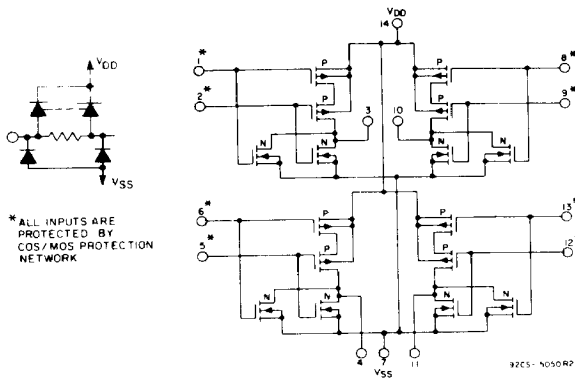 VDD
VSS
* ALL INPUTS ARE
PROTECTED BY
COS/MOS PROTECTION
NETWORK
VDD
14
1*
2*
P
P
N
N
3
10
P
P
N
N
8*
9*
6*
5*
P
P
N
N
P
P
N
N
13*
12*
4
7
VSS
11
92CS-5050R2